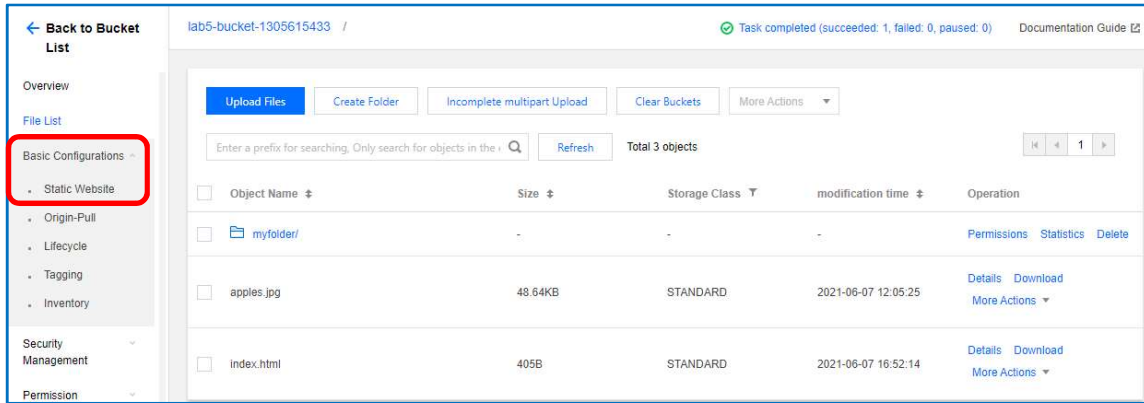 ← Back to Bucket List
Overview
File List
Basic Configurations
Static Website
Origin-Pull
Lifecycle
Tagging
Inventory
Security Management
Permission
lab5-bucket-1305615433 /
Task completed (succeeded: 1, failed: 0, paused: 0) Documentation Guide
Upload Files Create Folder Incomplete multipart Upload Clear Buckets More Actions
Enter a prefix for searching, Only search for objects in the Refresh Total 3 objects 1
Object Name Size Storage Class modification time Operation
myfolder/ - - - Permissions Statistics Delete
apples.jpg 48.64KB STANDARD 2021-06-07 12:05:25 Details Download
More Actions
index.html 405B STANDARD 2021-06-07 16:52:14 Details Download
More Actions